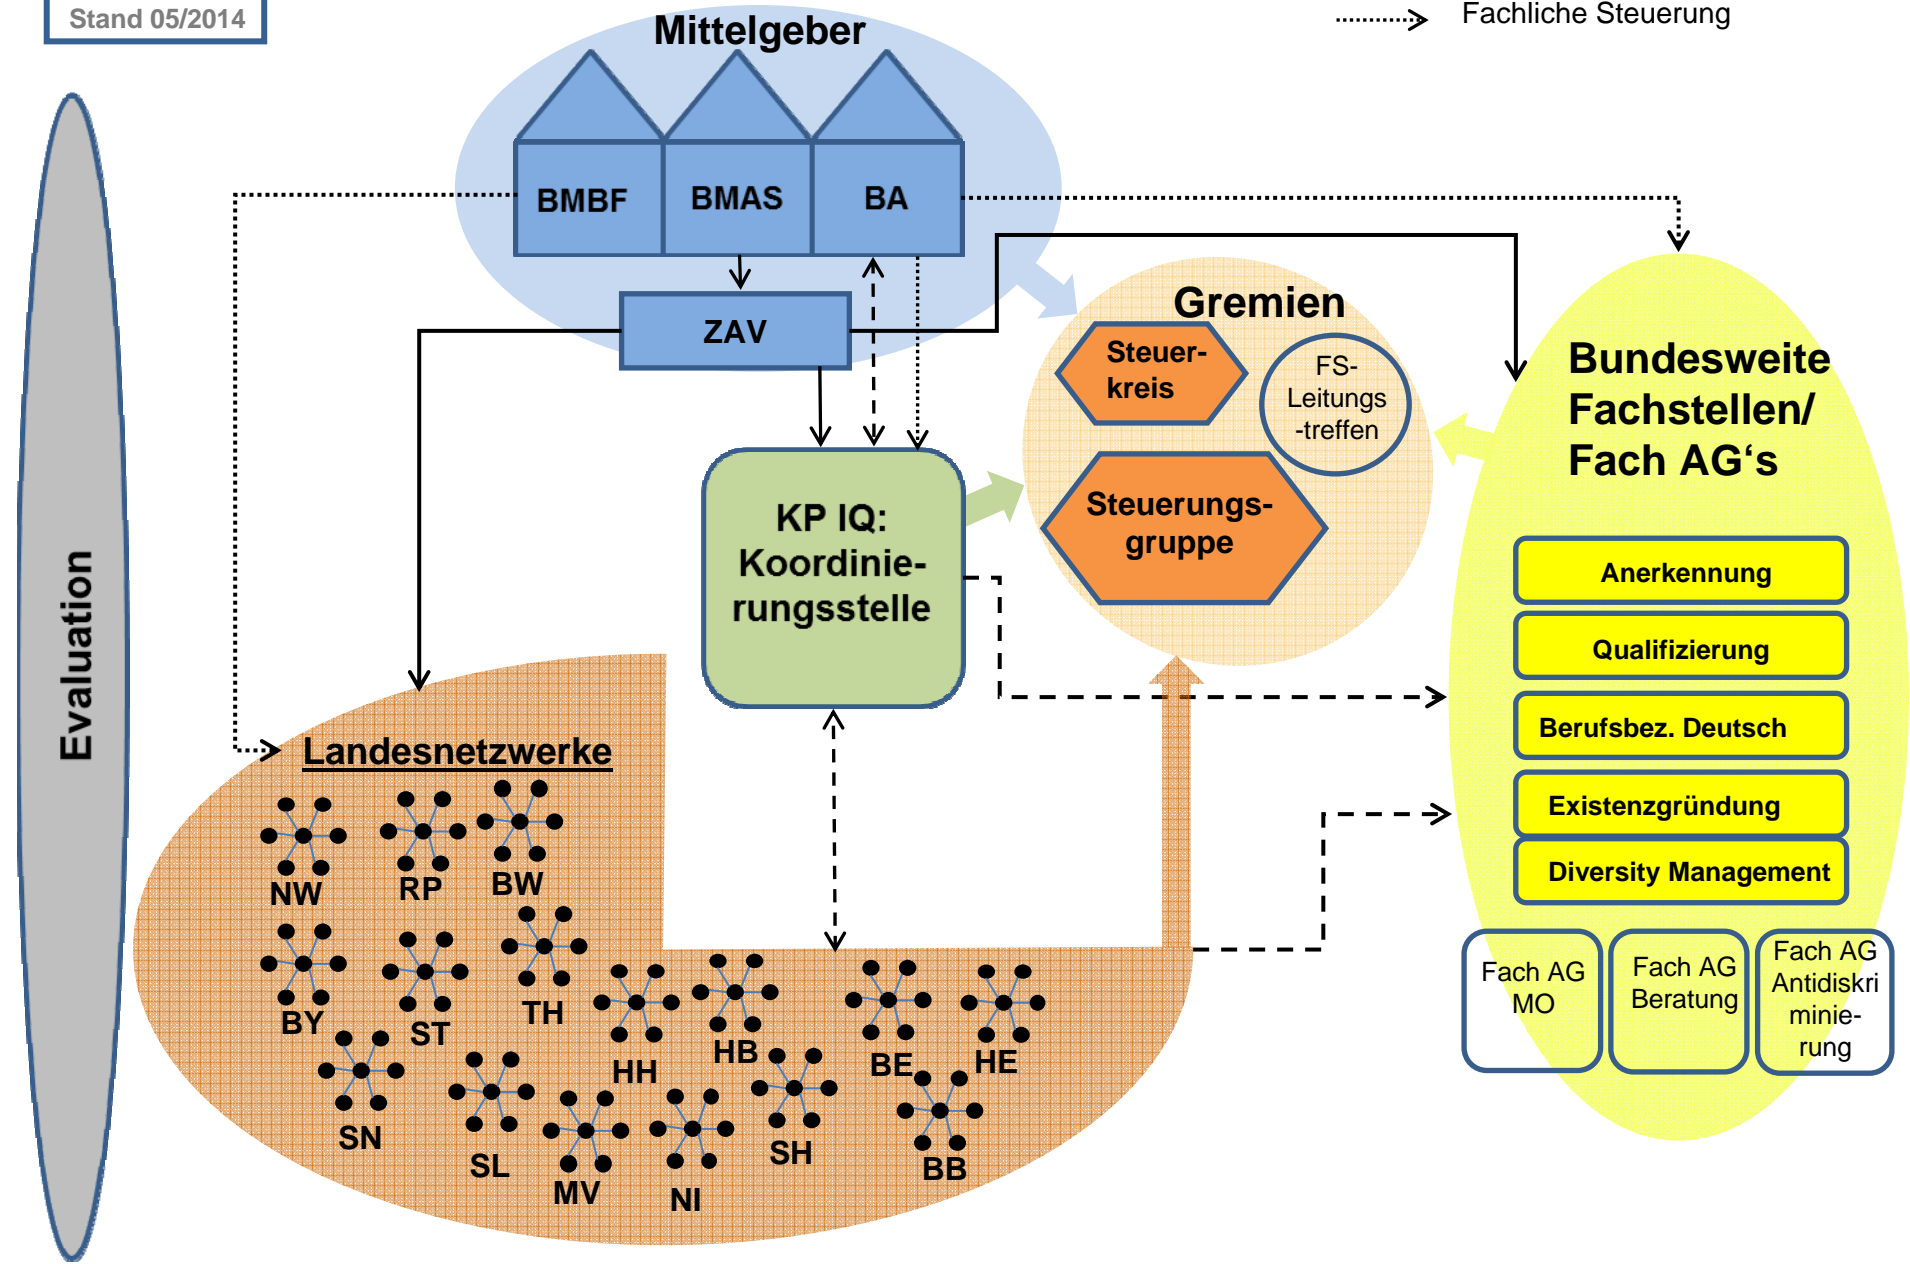 Stand 05/2014
Fachliche Steuerung
Mittelgeber
BMBF
BMAS
BA
ZAV
Evaluation
Gremien
Steuer-
kreis
FS-
Leitungs
-treffen
Steuerungs-
gruppe
KP IQ:
Koordinie-
rungsstelle
Bundesweite
Fachstellen/
Fach AG‘s
Anerkennung
Qualifizierung
Berufsbez. Deutsch
Existenzgründung
Diversity Management
Fach AG
MO
Fach AG
Beratung
Fach AG
Antidiskri
minie-
rung
Landesnetzwerke
NW
RP
BW
BY
ST
TH
HH
HB
BE
HE
SN
SL
MV
NI
SH
BB